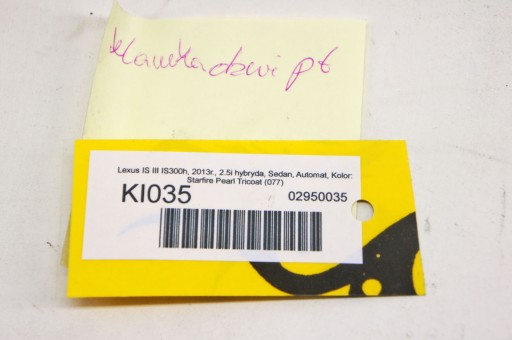 klamka drzwi pt
Lexus IS III IS300h, 2013r., 2.5i hybryda, Sedan, Automat, Kolor:
Starfire Pearl Tricoat (077)
KI035 02950035